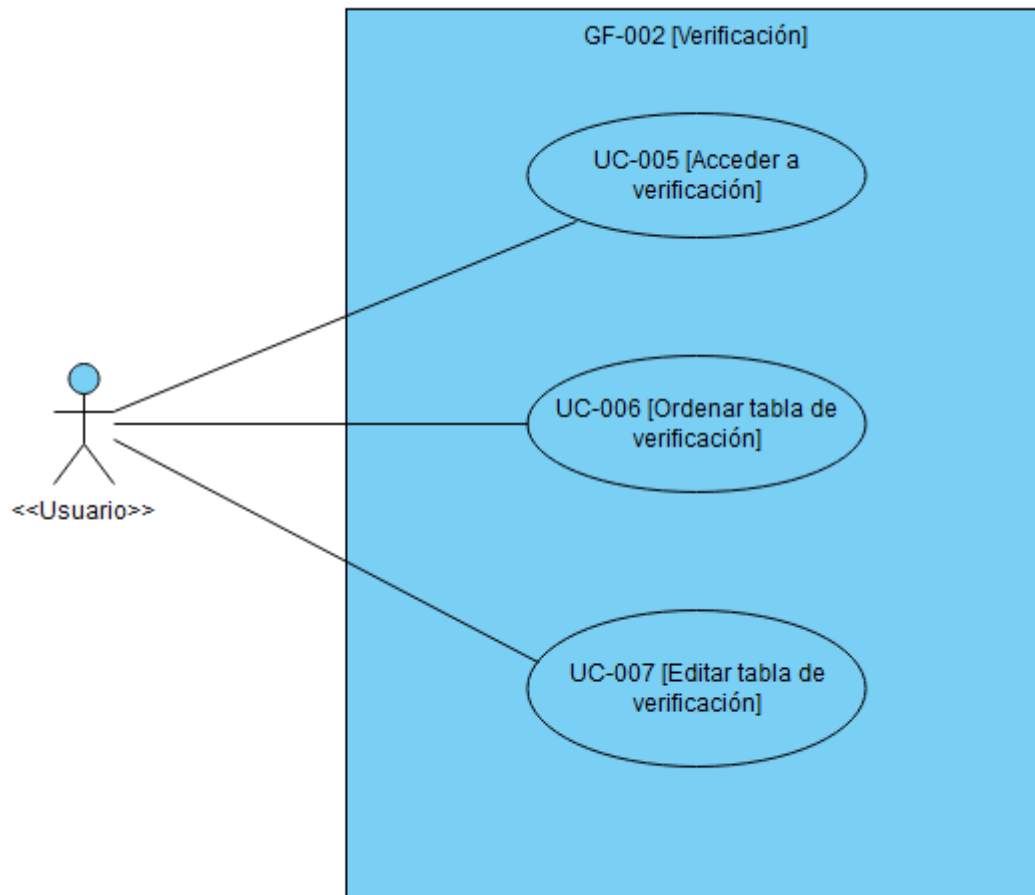 GF-002 [Verificación]
UC-005 [Acceder a
verificación]
UC-006 [Ordenar tabla de
verificación]
<<Usuario>>
UC-007 [Editar tabla de
verificación]